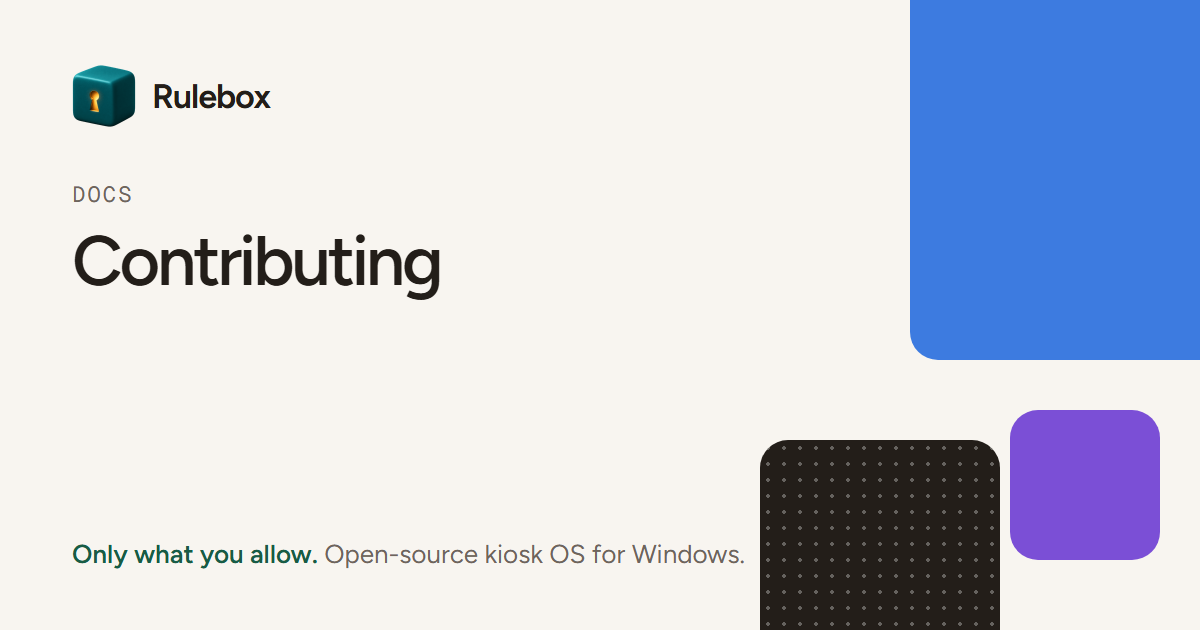 Rulebox
DOCS
Contributing
Only what you allow. Open-source kiosk OS for Windows.